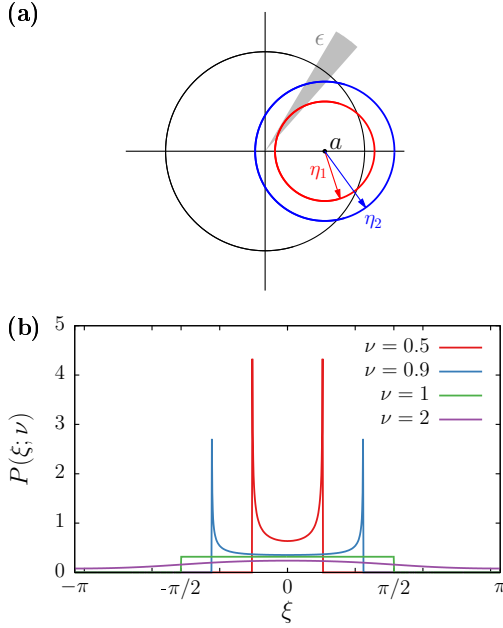 (a)
ϵ
a
η₁
η₂
(b)
5
4
3
2
1
0
P(ξ; ν)
ν = 0.5
ν = 0.9
ν = 1
ν = 2
−π
-π/2
0
π/2
π
ξ